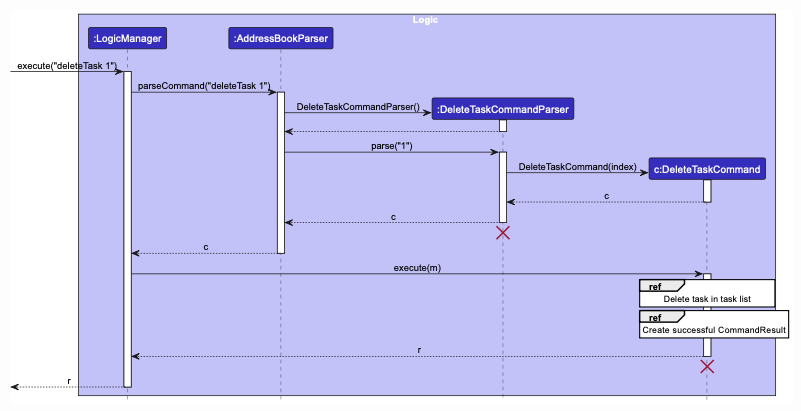 Logic
:LogicManager
:AddressBookParser
execute("deleteTask 1")
parseCommand("deleteTask 1")
DeleteTaskCommandParser()
:DeleteTaskCommandParser
parse("1")
DeleteTaskCommand(index)
c:DeleteTaskCommand
c
c
c
execute(m)
ref
Delete task in task list
ref
Create successful CommandResult
r
r